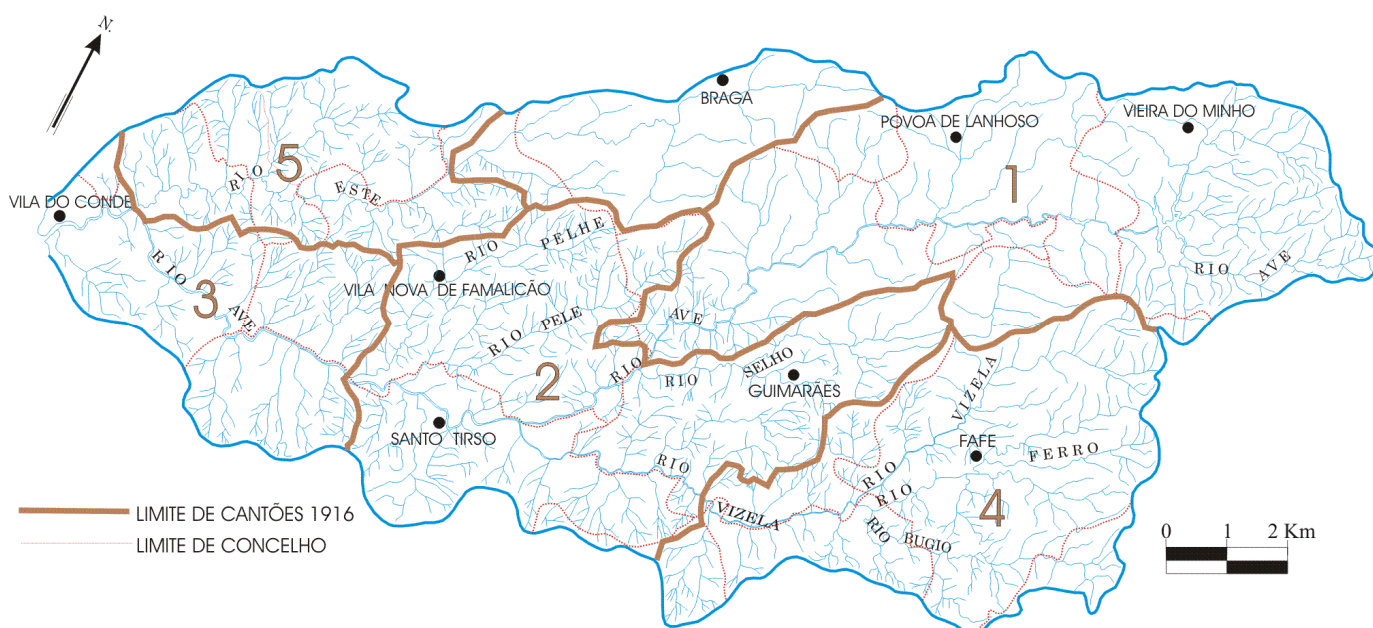 N.
BRAGA
POVOA DE LANHOSO
VIEIRA DO MINHO
5
RIO ESTE
1
VILA DO CONDE
RIO PELHE
RIO AVE
VILA NOVA DE FAMALICÃO
3
RIO AVE
RIO PELE
2
RIO AVE
RIO SELHO
GUIMARÃES
RIO VIZELA
SANTO TIRSO
FAFE
RIO FERRO
RIO VIZELA
4
RIO BUGIO
LIMITE DE CANTÕES 1916
LIMITE DE CONCELHO
0 1 2 Km